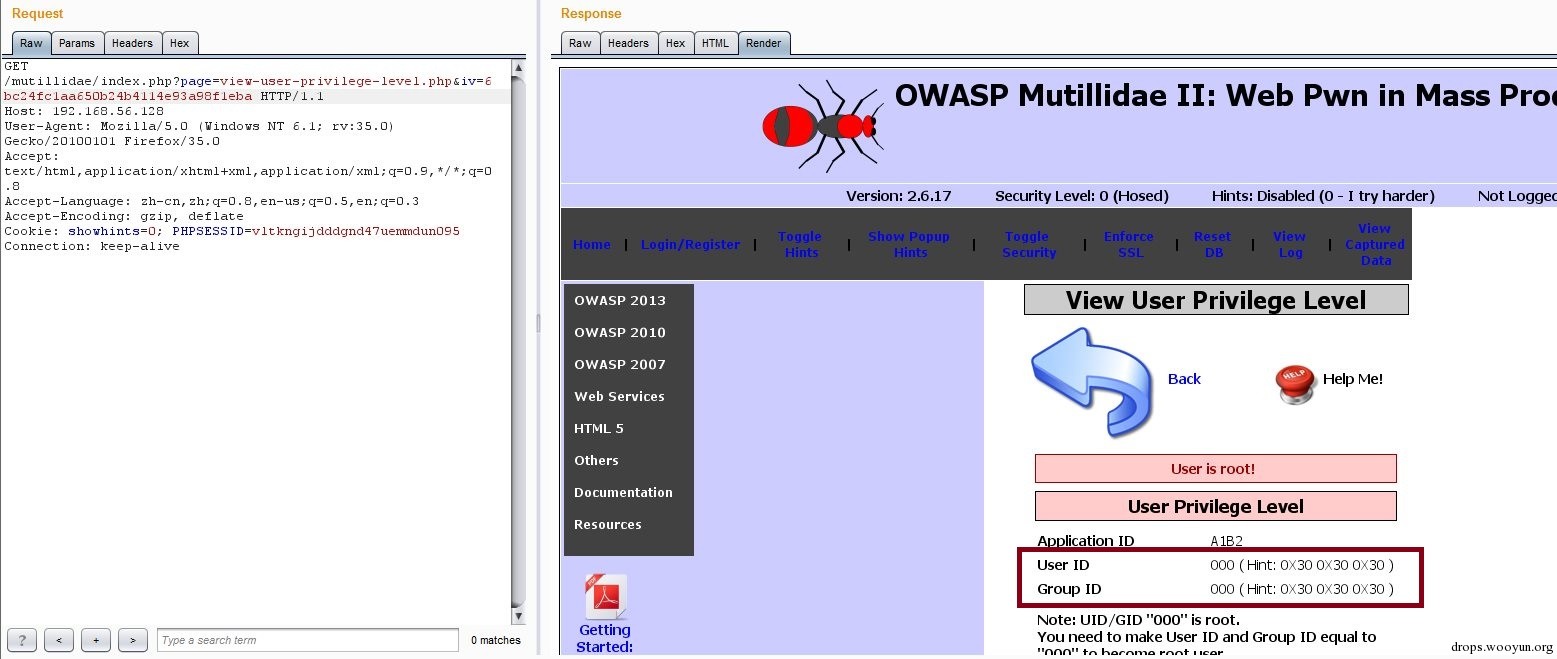 Request
Raw Params Headers Hex
GET
/mutillidae/index.php?page=view-user-privilege-level.php&iv=6
bc24fc1aa650b24b4114e93a98f1eba HTTP/1.1
Host: 192.168.56.128
User-Agent: Mozilla/5.0 (Windows NT 6.1; rv:35.0)
Gecko/20100101 Firefox/35.0
Accept:
text/html,application/xhtml+xml,application/xml;q=0.9,*/*;q=0
.8
Accept-Language: zh-cn,zh;q=0.8,en-us;q=0.5,en;q=0.3
Accept-Encoding: gzip, deflate
Cookie: showhints=0; PHPSESSID=vltkngijdddgnd47uemmdun095
Connection: keep-alive
? < + > Type a search term 0 matches
Response
Raw Headers Hex HTML Render
OWASP Mutillidae II: Web Pwn in Mass Proc
Version: 2.6.17 Security Level: 0 (Hosed) Hints: Disabled (0 - I try harder) Not Logged
Home | Login/Register | Toggle Hints | Show Popup Hints | Toggle Security | Enforce SSL | Reset DB | View Log | View Captured Data
OWASP 2013
OWASP 2010
OWASP 2007
Web Services
HTML 5
Others
Documentation
Resources
PDF
Getting
Started:
View User Privilege Level
Back HELP Help Me!
User is root!
User Privilege Level
Application ID A1B2
User ID 000 ( Hint: 0X30 0X30 0X30 )
Group ID 000 ( Hint: 0X30 0X30 0X30 )
Note: UID/GID "000" is root.
You need to make User ID and Group ID equal to
"000" to become root user.
drops.wooyun.org